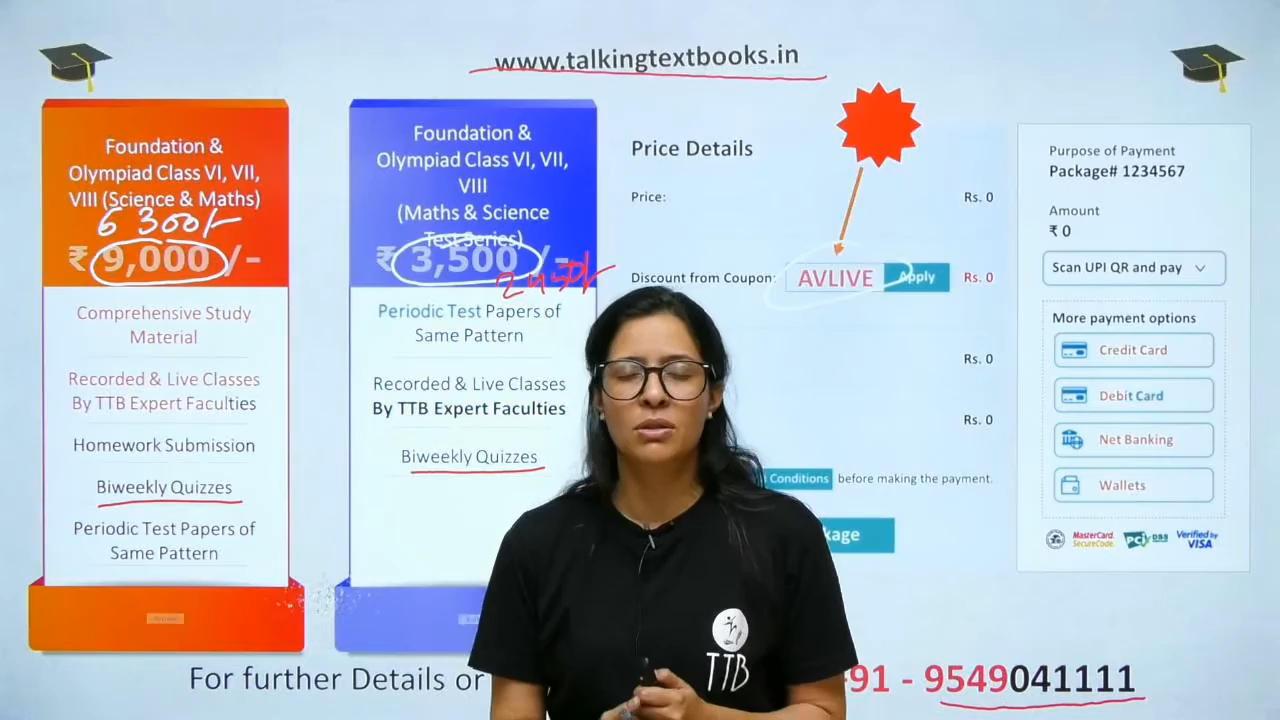 www.talkingtextbooks.in
Foundation &
Olympiad Class VI, VII,
VIII (Science & Maths)
6300/-
₹ 9,000 /-
Comprehensive Study
Material
Recorded & Live Classes
By TTB Expert Faculties
Homework Submission
Biweekly Quizzes
Periodic Test Papers of
Same Pattern
Foundation &
Olympiad Class VI, VII,
VIII
(Maths & Science
Test Series)
₹ 3,500 /-
2450/-
Periodic Test Papers of
Same Pattern
Recorded & Live Classes
By TTB Expert Faculties
Biweekly Quizzes
Price Details
Price: Rs. 0
Discount from Coupon: AVLIVE Apply Rs. 0
Rs. 0
Rs. 0
Conditions before making the payment.
Purpose of Payment
Package# 1234567
Amount
₹ 0
Scan UPI QR and pay
More payment options
Credit Card
Debit Card
Net Banking
Wallets
MasterCard.
SecureCode.
PCI DSS
Verified by
VISA
TTB
For further Details or
91 - 9549041111